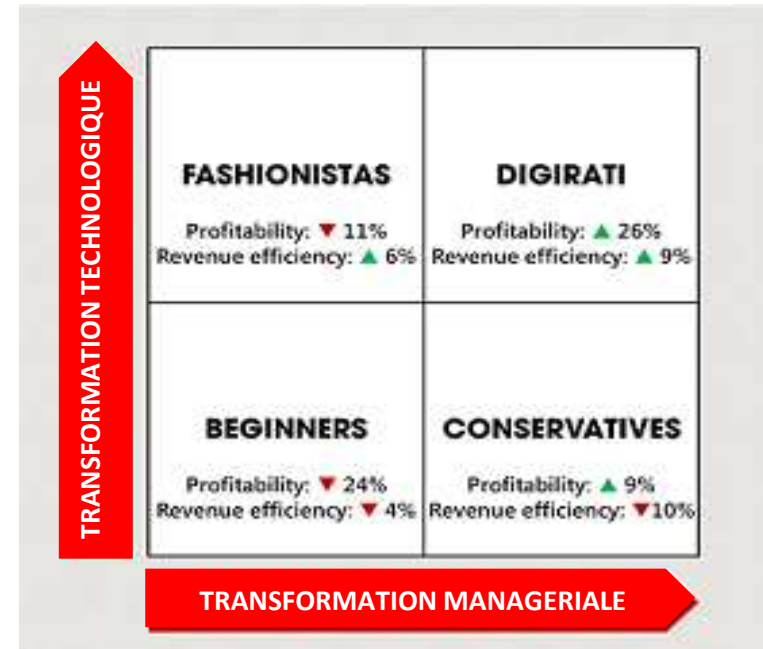 TRANSFORMATION TECHNOLOGIQUE
FASHIONISTAS
Profitability: ▼ 11%
Revenue efficiency: ▲ 6%
DIGIRATI
Profitability: ▲ 26%
Revenue efficiency: ▲ 9%
BEGINNERS
Profitability: ▼ 24%
Revenue efficiency: ▼ 4%
CONSERVATIVES
Profitability: ▲ 9%
Revenue efficiency: ▼10%
TRANSFORMATION MANAGERIALE